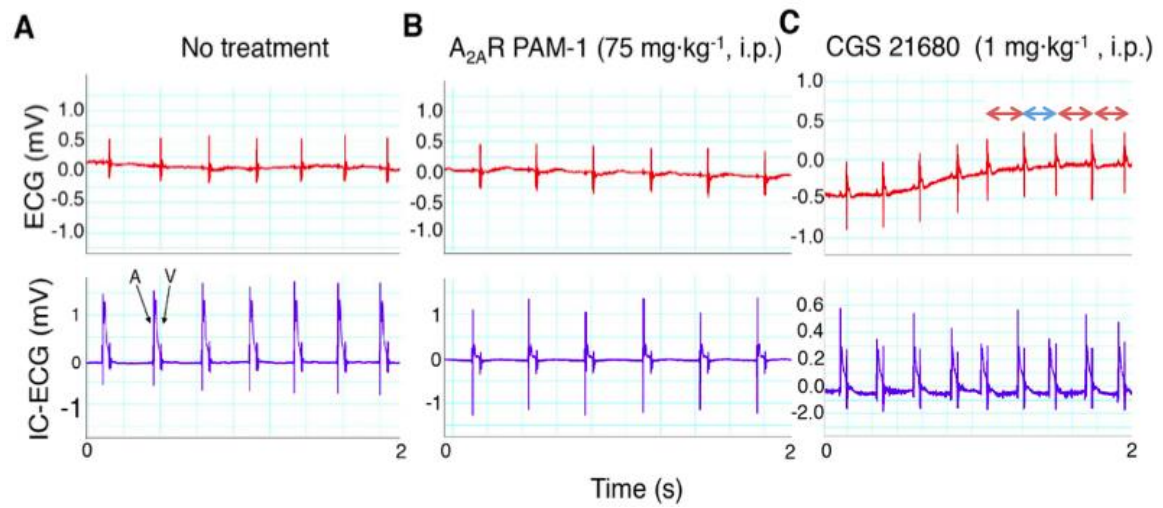 A
No treatment
B
A2AR PAM-1 (75 mg·kg-1, i.p.)
C
CGS 21680 (1 mg·kg-1 , i.p.)
ECG (mV)
1.0
0.5
0.0
-0.5
-1.0
1.0
0.5
0.0
-0.5
-1.0
1.0
0.5
0.0
-0.5
-1.0
IC-ECG (mV)
A V
1
0
-1
1
0
-1
0.6
0.4
0.2
0.0
-2.0
0 2
0 2
0 2
Time (s)